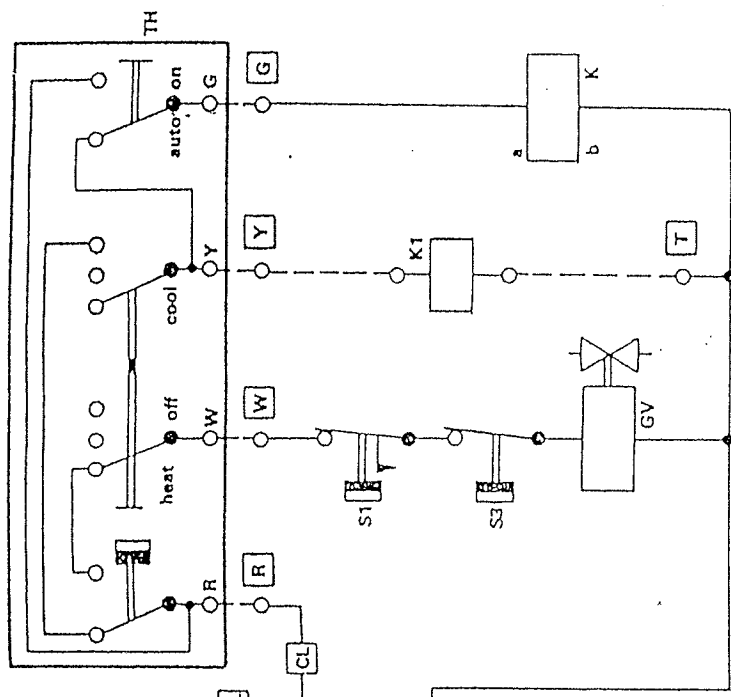 TH
auto on
heat off cool
R W Y G
R W Y G
a
K
b
K1
T
S1
S3
GV
CL